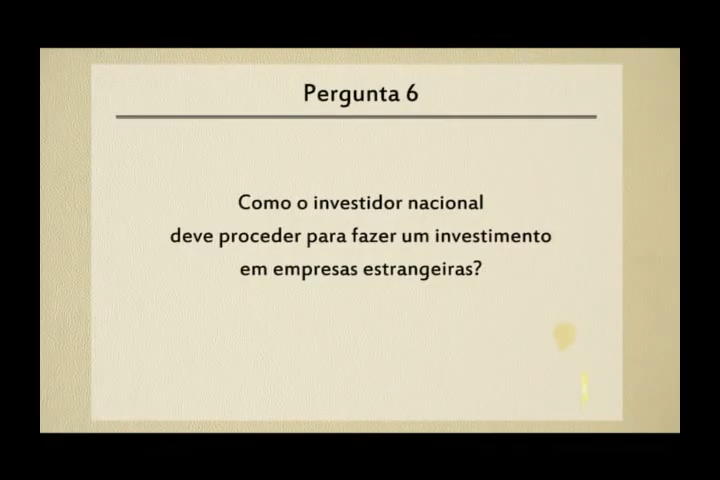 Pergunta 6
Como o investidor nacional
deve proceder para fazer um investimento
em empresas estrangeiras?